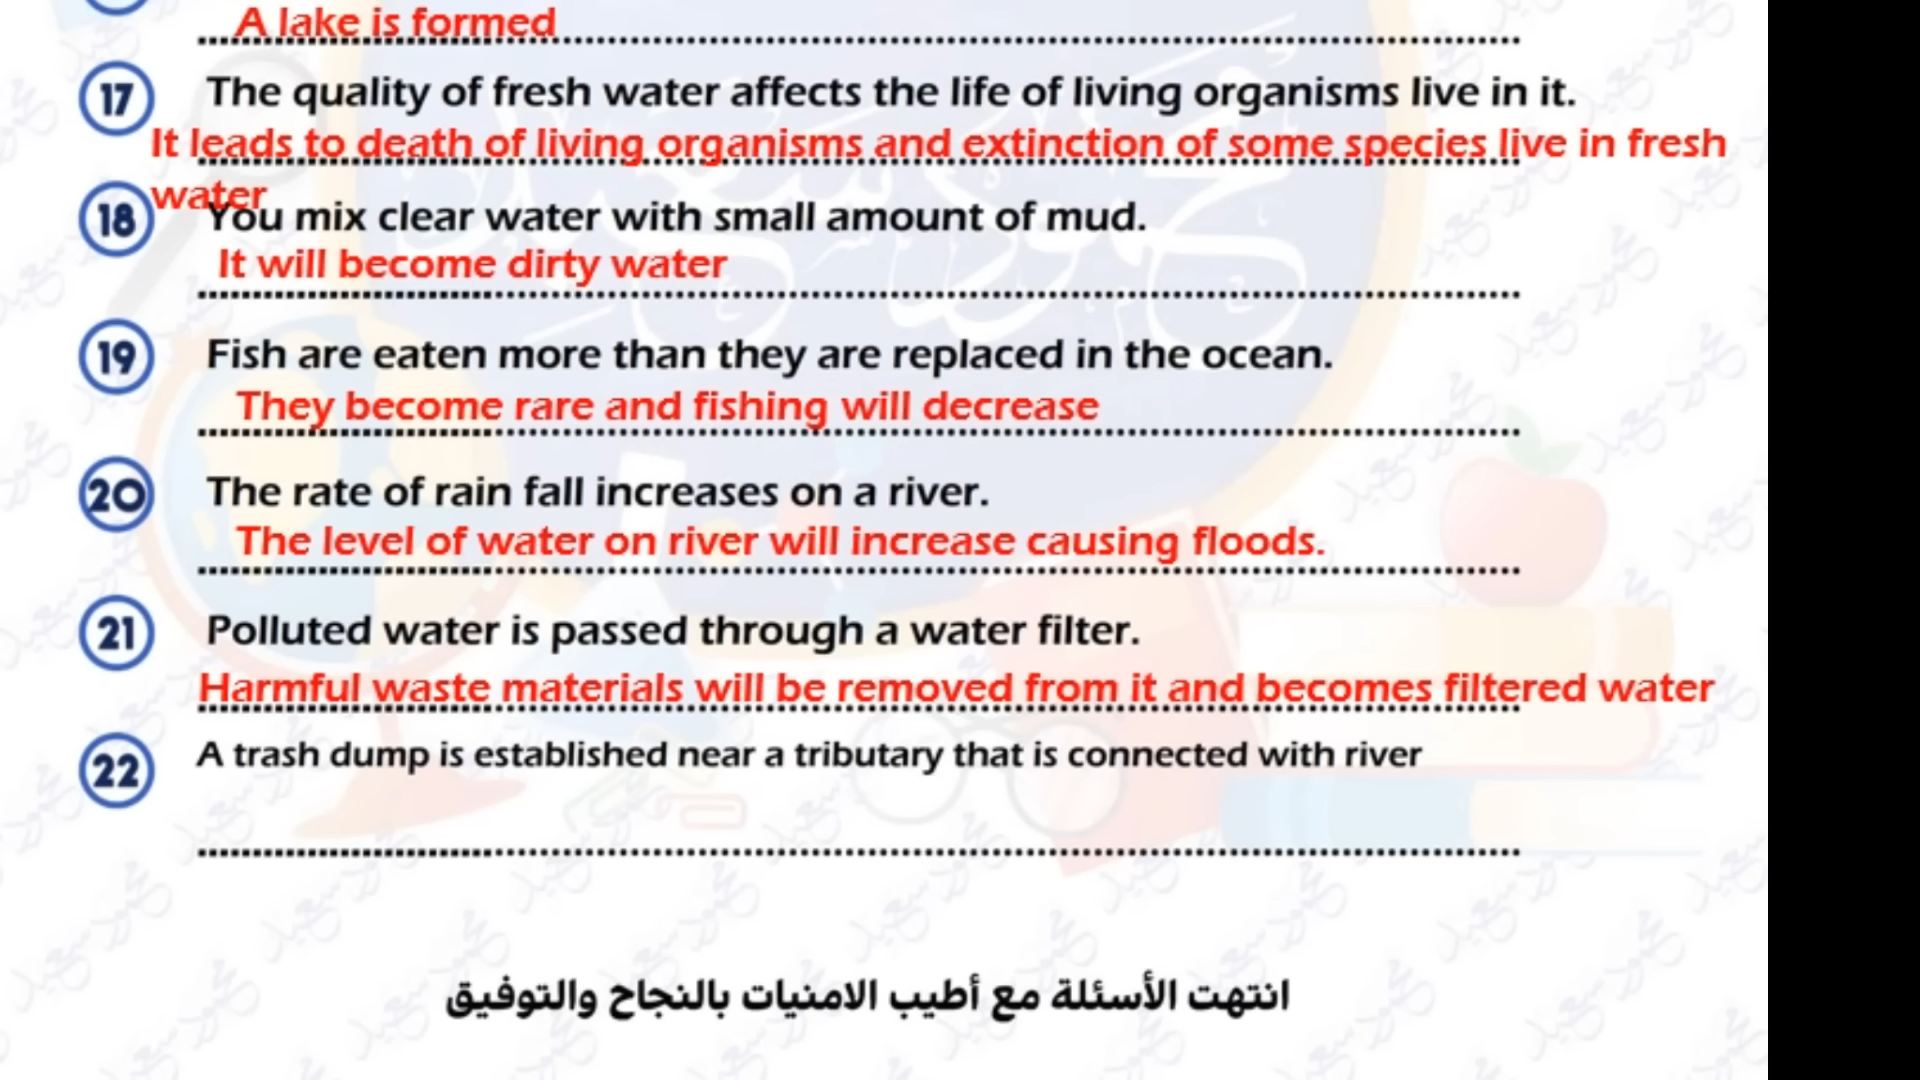 A lake is formed
17 The quality of fresh water affects the life of living organisms live in it.
It leads to death of living organisms and extinction of some species live in fresh
water
18 You mix clear water with small amount of mud.
It will become dirty water
19 Fish are eaten more than they are replaced in the ocean.
They become rare and fishing will decrease
20 The rate of rain fall increases on a river.
The level of water on river will increase causing floods.
21 Polluted water is passed through a water filter.
Harmful waste materials will be removed from it and becomes filtered water
22 A trash dump is established near a tributary that is connected with river
انتهت الأسئلة مع أطيب الامنيات بالنجاح والتوفيق